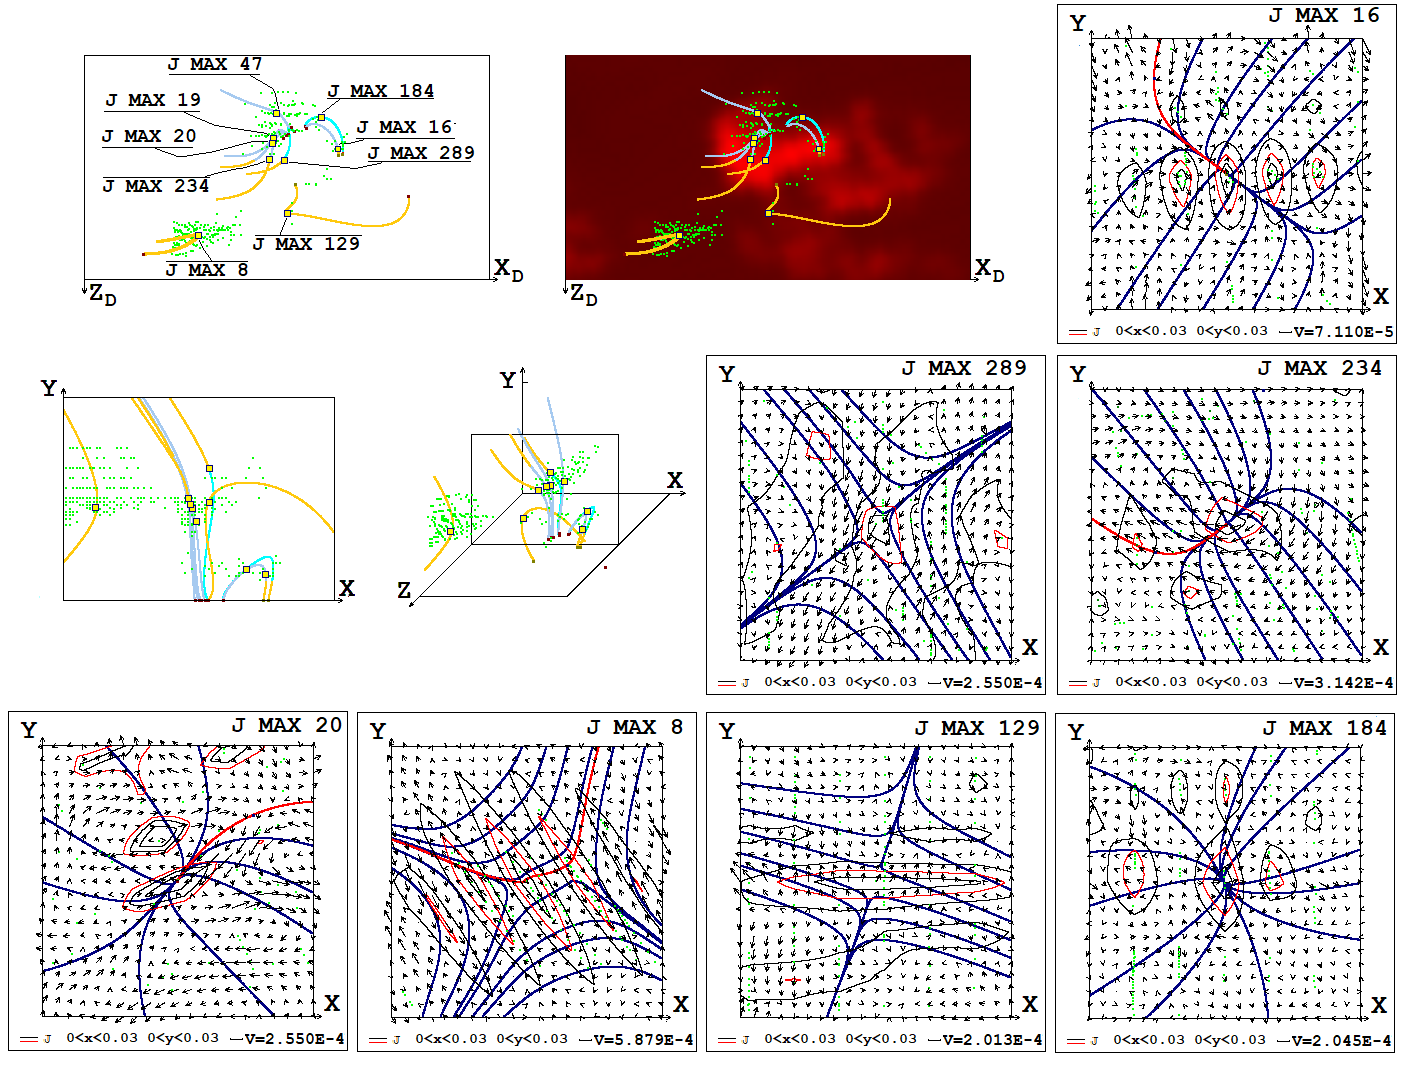 J MAX 47
J MAX 19
J MAX 184
J MAX 20
J MAX 16
J MAX 289
J MAX 234
J MAX 129
J MAX 8
X_D
Z_D
X_D
Z_D
J MAX 16
Y
X
J 0<x<0.03 0<y<0.03 V=7.110E-5
Y
X
Y
X
Z
J MAX 289
Y
X
J 0<x<0.03 0<y<0.03 V=2.550E-4
J MAX 234
Y
X
J 0<x<0.03 0<y<0.03 V=3.142E-4
J MAX 20
Y
X
J 0<x<0.03 0<y<0.03 V=2.550E-4
J MAX 8
Y
X
J 0<x<0.03 0<y<0.03 V=5.879E-4
J MAX 129
Y
X
J 0<x<0.03 0<y<0.03 V=2.013E-4
J MAX 184
Y
X
J 0<x<0.03 0<y<0.03 V=2.045E-4